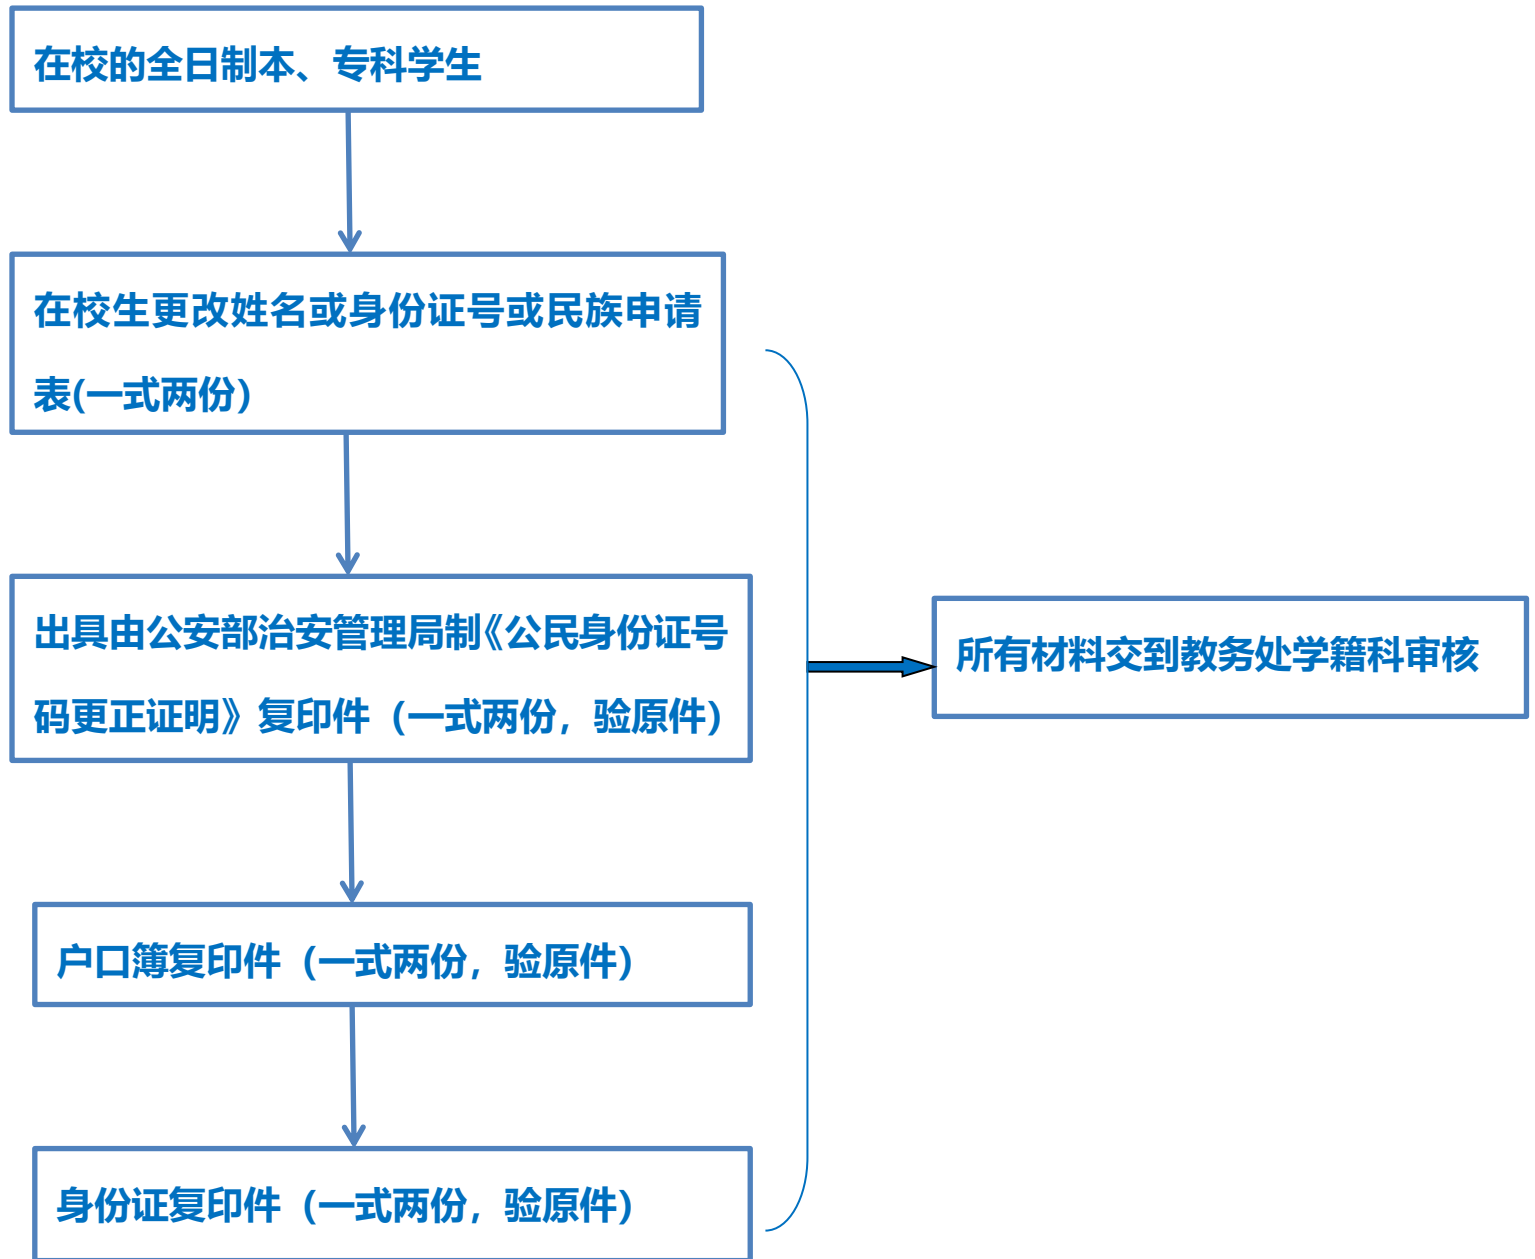 在校的全日制本、专科学生
在校生更改姓名或身份证号或民族申请
表(一式两份）
出具由公安部治安管理局制《公民身份证号
码更正证明》复印件（一式两份，验原件）
所有材料交到教务处学籍科审核
户口簿复印件（一式两份，验原件）
身份证复印件（一式两份，验原件）